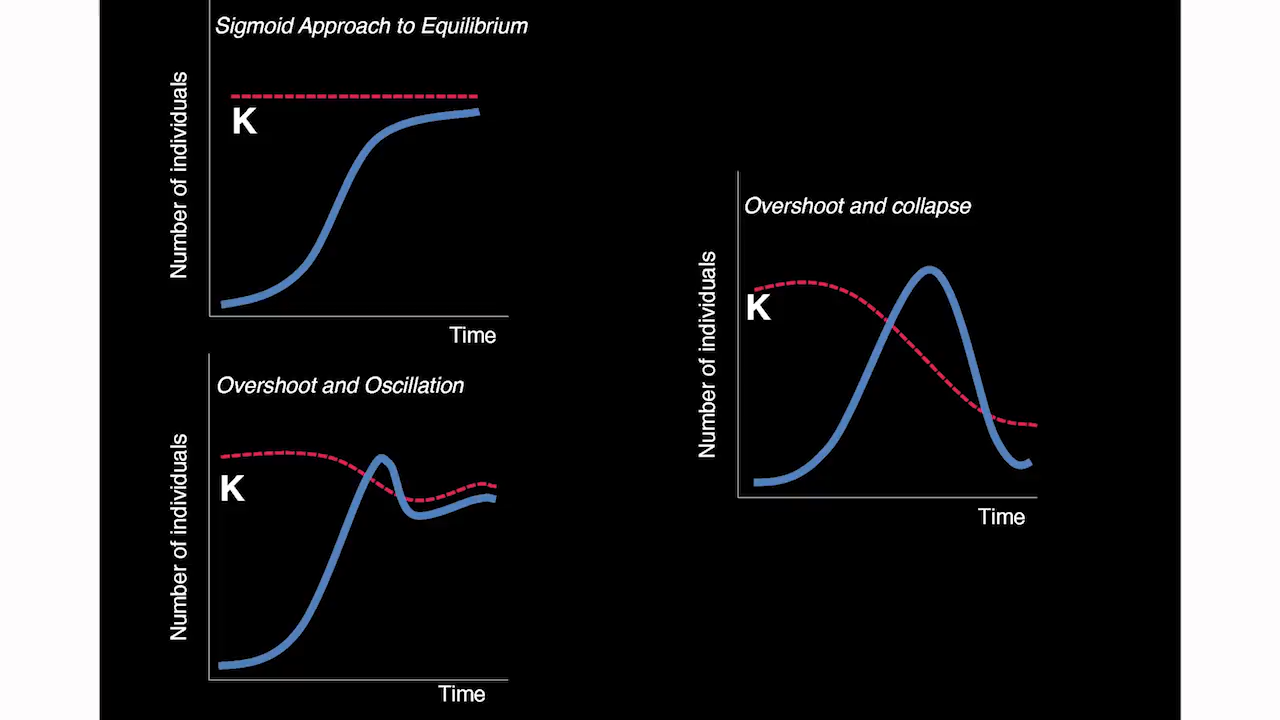 Sigmoid Approach to Equilibrium
Number of individuals
K
Time
Overshoot and Oscillation
Number of individuals
K
Time
Overshoot and collapse
Number of individuals
K
Time